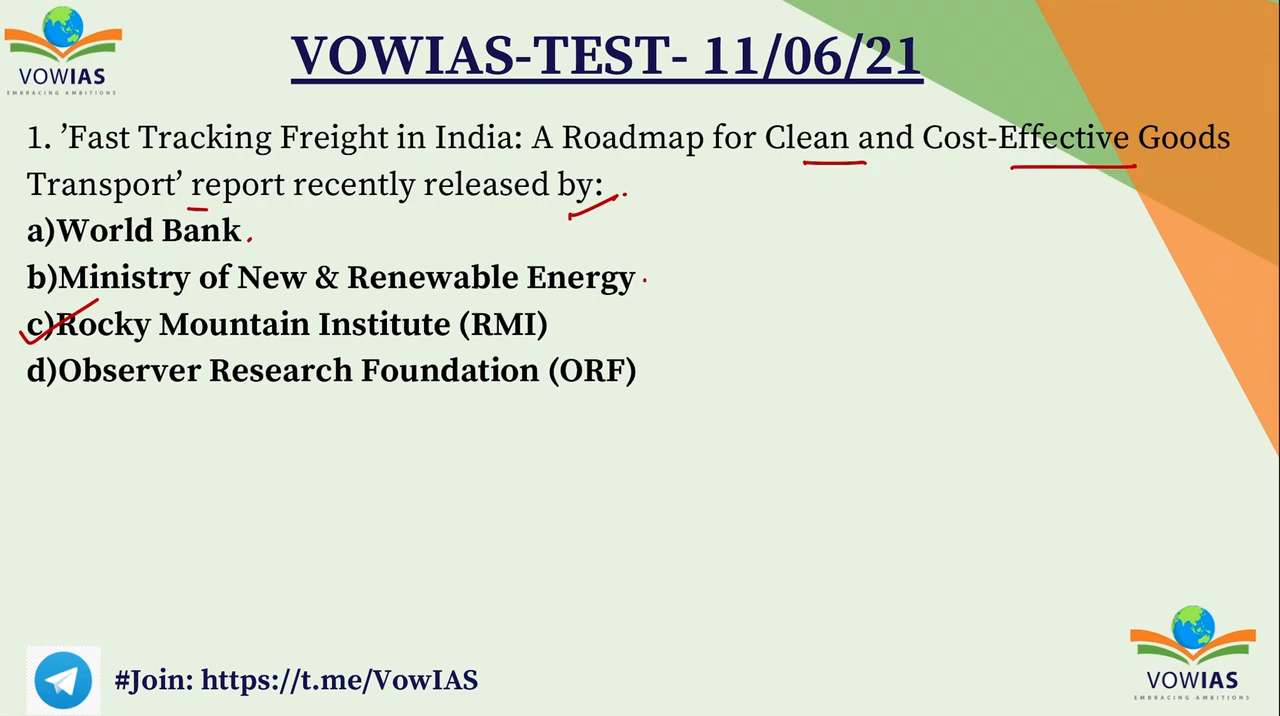 VOWIAS
EMBRACING AMBITIONS
VOWIAS-TEST- 11/06/21
1. ’Fast Tracking Freight in India: A Roadmap for Clean and Cost-Effective Goods
Transport’ report recently released by:
a)World Bank
b)Ministry of New & Renewable Energy
c)Rocky Mountain Institute (RMI)
d)Observer Research Foundation (ORF)
#Join: https://t.me/VowIAS
VOWIAS
EMBRACING AMBITIONS